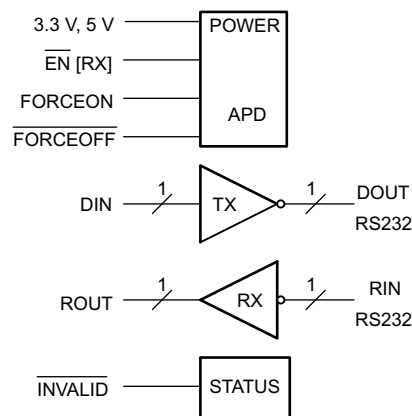 3.3 V, 5 V
POWER
EN [RX]
FORCEON
APD
FORCEOFF
DIN
1
TX
1
DOUT
RS232
ROUT
1
RX
1
RIN
RS232
INVALID
STATUS